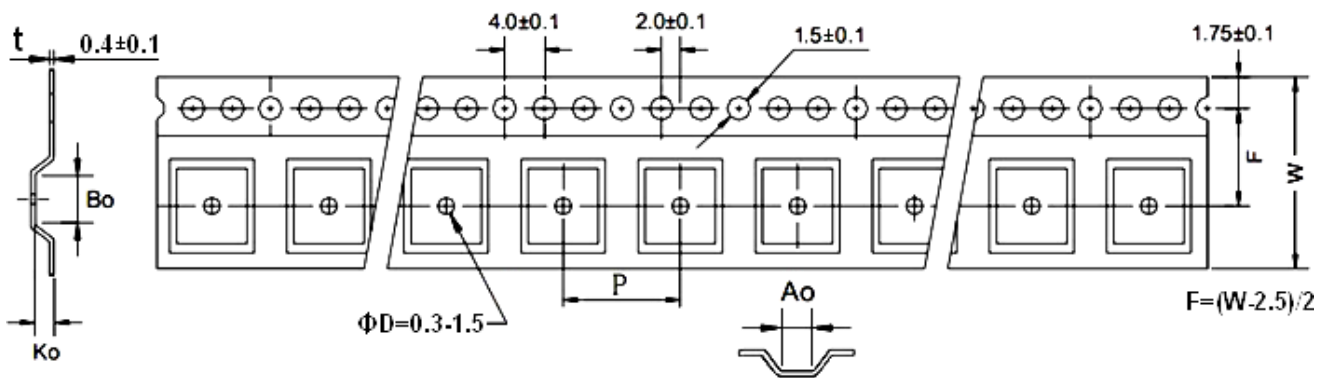 t
0.4±0.1
4.0±0.1
2.0±0.1
1.5±0.1
1.75±0.1
Bo
F
W
P
Ao
ΦD=0.3-1.5
F=(W-2.5)/2
Ko